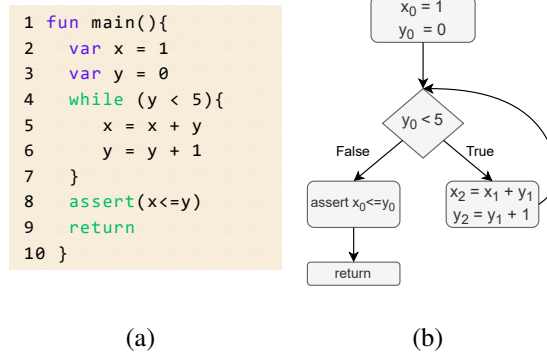 1 fun main(){
2 var x = 1
3 var y = 0
4 while (y < 5){
5 x = x + y
6 y = y + 1
7 }
8 assert(x<=y)
9 return
10 }
(a)
x₀ = 1
y₀ = 0
y₀ < 5
False
True
assert x₀<=y₀
x₂ = x₁ + y₁
y₂ = y₁ + 1
return
(b)